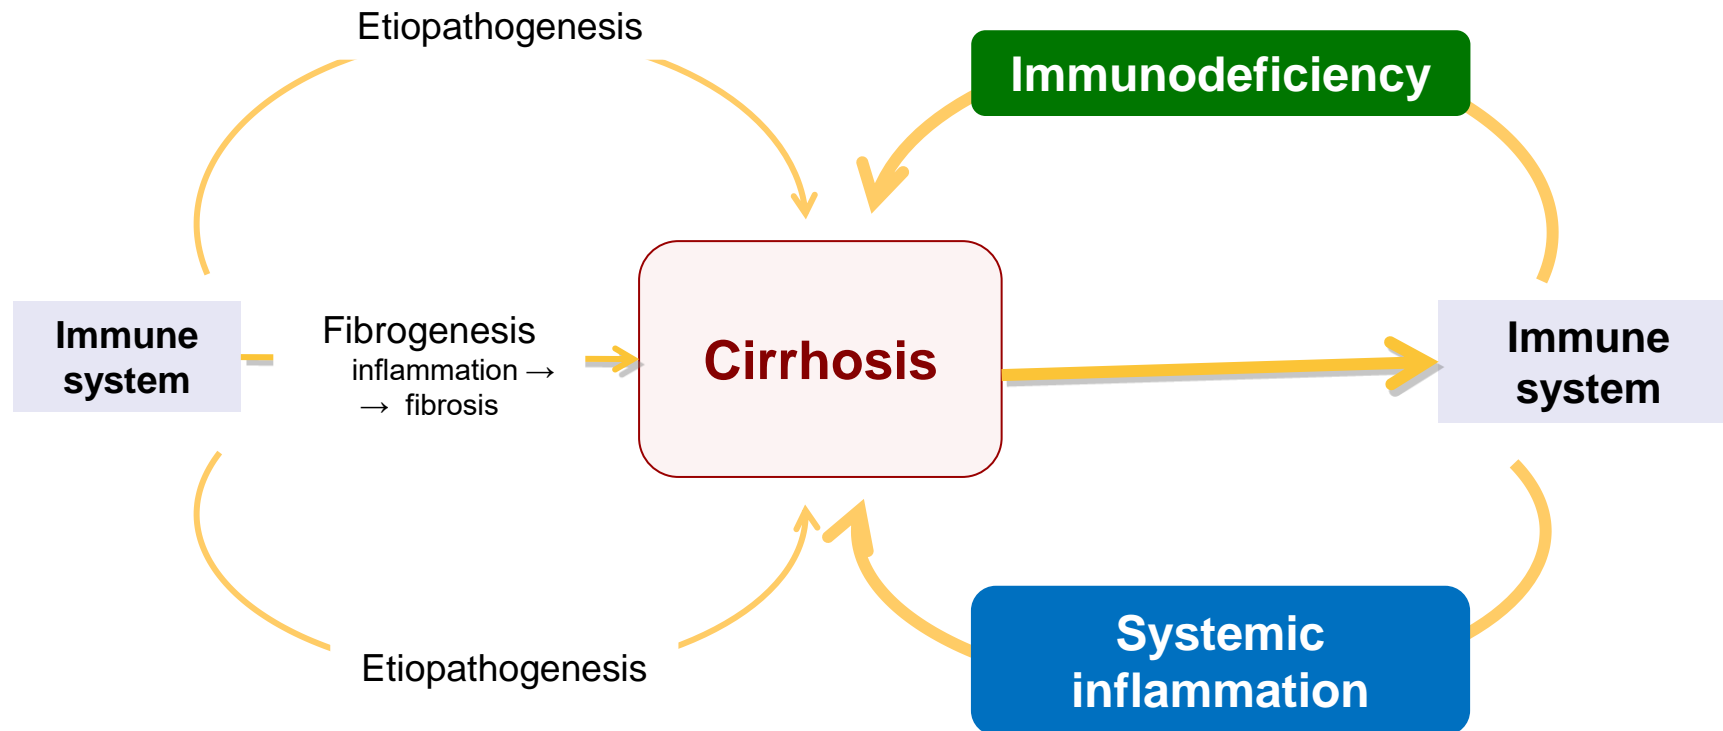 Etiopathogenesis
Immunodeficiency
Immune
system
Fibrogenesis
inflammation →
→ fibrosis
Cirrhosis
Immune
system
Etiopathogenesis
Systemic
inflammation